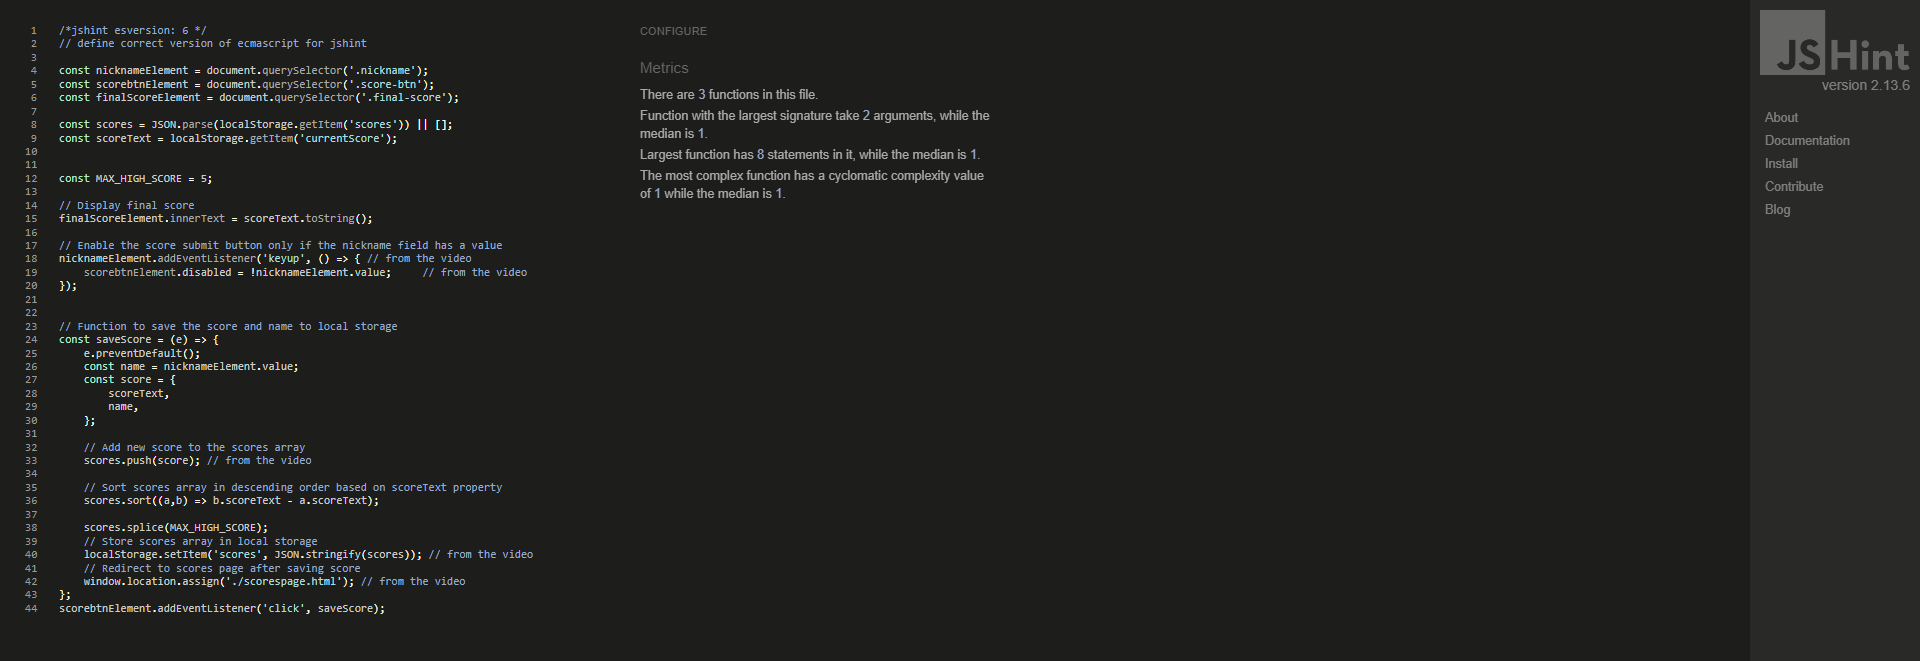 1 /*jshint esversion: 6 */
2 // define correct version of ecmascript for jshint
3
4 const nicknameElement = document.querySelector('.nickname');
5 const scorebtnElement = document.querySelector('.score-btn');
6 const finalScoreElement = document.querySelector('.final-score');
7
8 const scores = JSON.parse(localStorage.getItem('scores')) || [];
9 const scoreText = localStorage.getItem('currentScore');
10
11
12 const MAX_HIGH_SCORE = 5;
13
14 // Display final score
15 finalScoreElement.innerText = scoreText.toString();
16
17 // Enable the score submit button only if the nickname field has a value
18 nicknameElement.addEventListener('keyup', () => { // from the video
19     scorebtnElement.disabled = !nicknameElement.value;     // from the video
20 });
21
22
23 // Function to save the score and name to local storage
24 const saveScore = (e) => {
25     e.preventDefault();
26     const name = nicknameElement.value;
27     const score = {
28         scoreText,
29         name,
30     };
31
32     // Add new score to the scores array
33     scores.push(score); // from the video
34
35     // Sort scores array in descending order based on scoreText property
36     scores.sort((a,b) => b.scoreText - a.scoreText);
37
38     scores.splice(MAX_HIGH_SCORE);
39     // Store scores array in local storage
40     localStorage.setItem('scores', JSON.stringify(scores)); // from the video
41     // Redirect to scores page after saving score
42     window.location.assign('./scorespage.html'); // from the video
43 };
44 scorebtnElement.addEventListener('click', saveScore);
CONFIGURE
Metrics
There are 3 functions in this file.
Function with the largest signature take 2 arguments, while the
median is 1.
Largest function has 8 statements in it, while the median is 1.
The most complex function has a cyclomatic complexity value
of 1 while the median is 1.
JSHint
version 2.13.6
About
Documentation
Install
Contribute
Blog